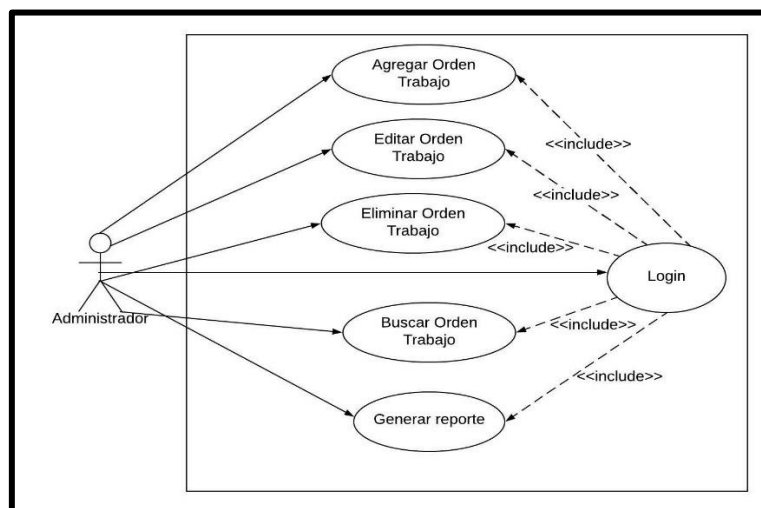 Agregar Orden
Trabajo
<<include>>
Editar Orden
Trabajo
<<include>>
Eliminar Orden
Trabajo
<<include>>
Login
Administrador
Buscar Orden
Trabajo
<<include>>
<<include>>
Generar reporte